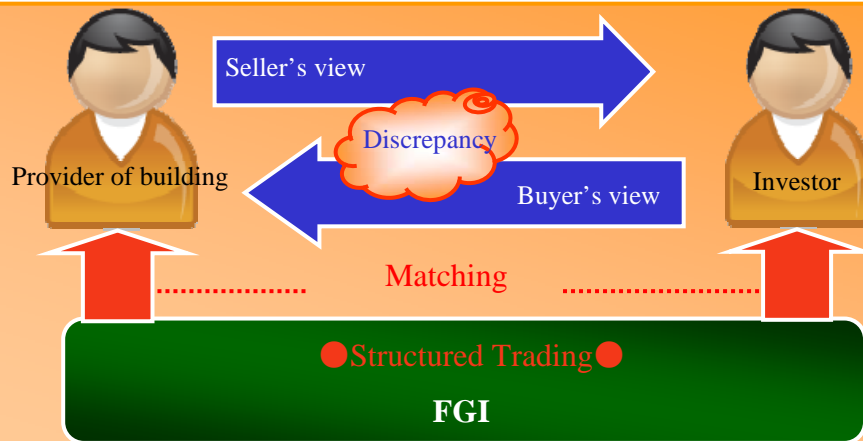 Seller’s view
Discrepancy
Provider of building
Buyer’s view
Investor
Matching
●Structured Trading●
FGI